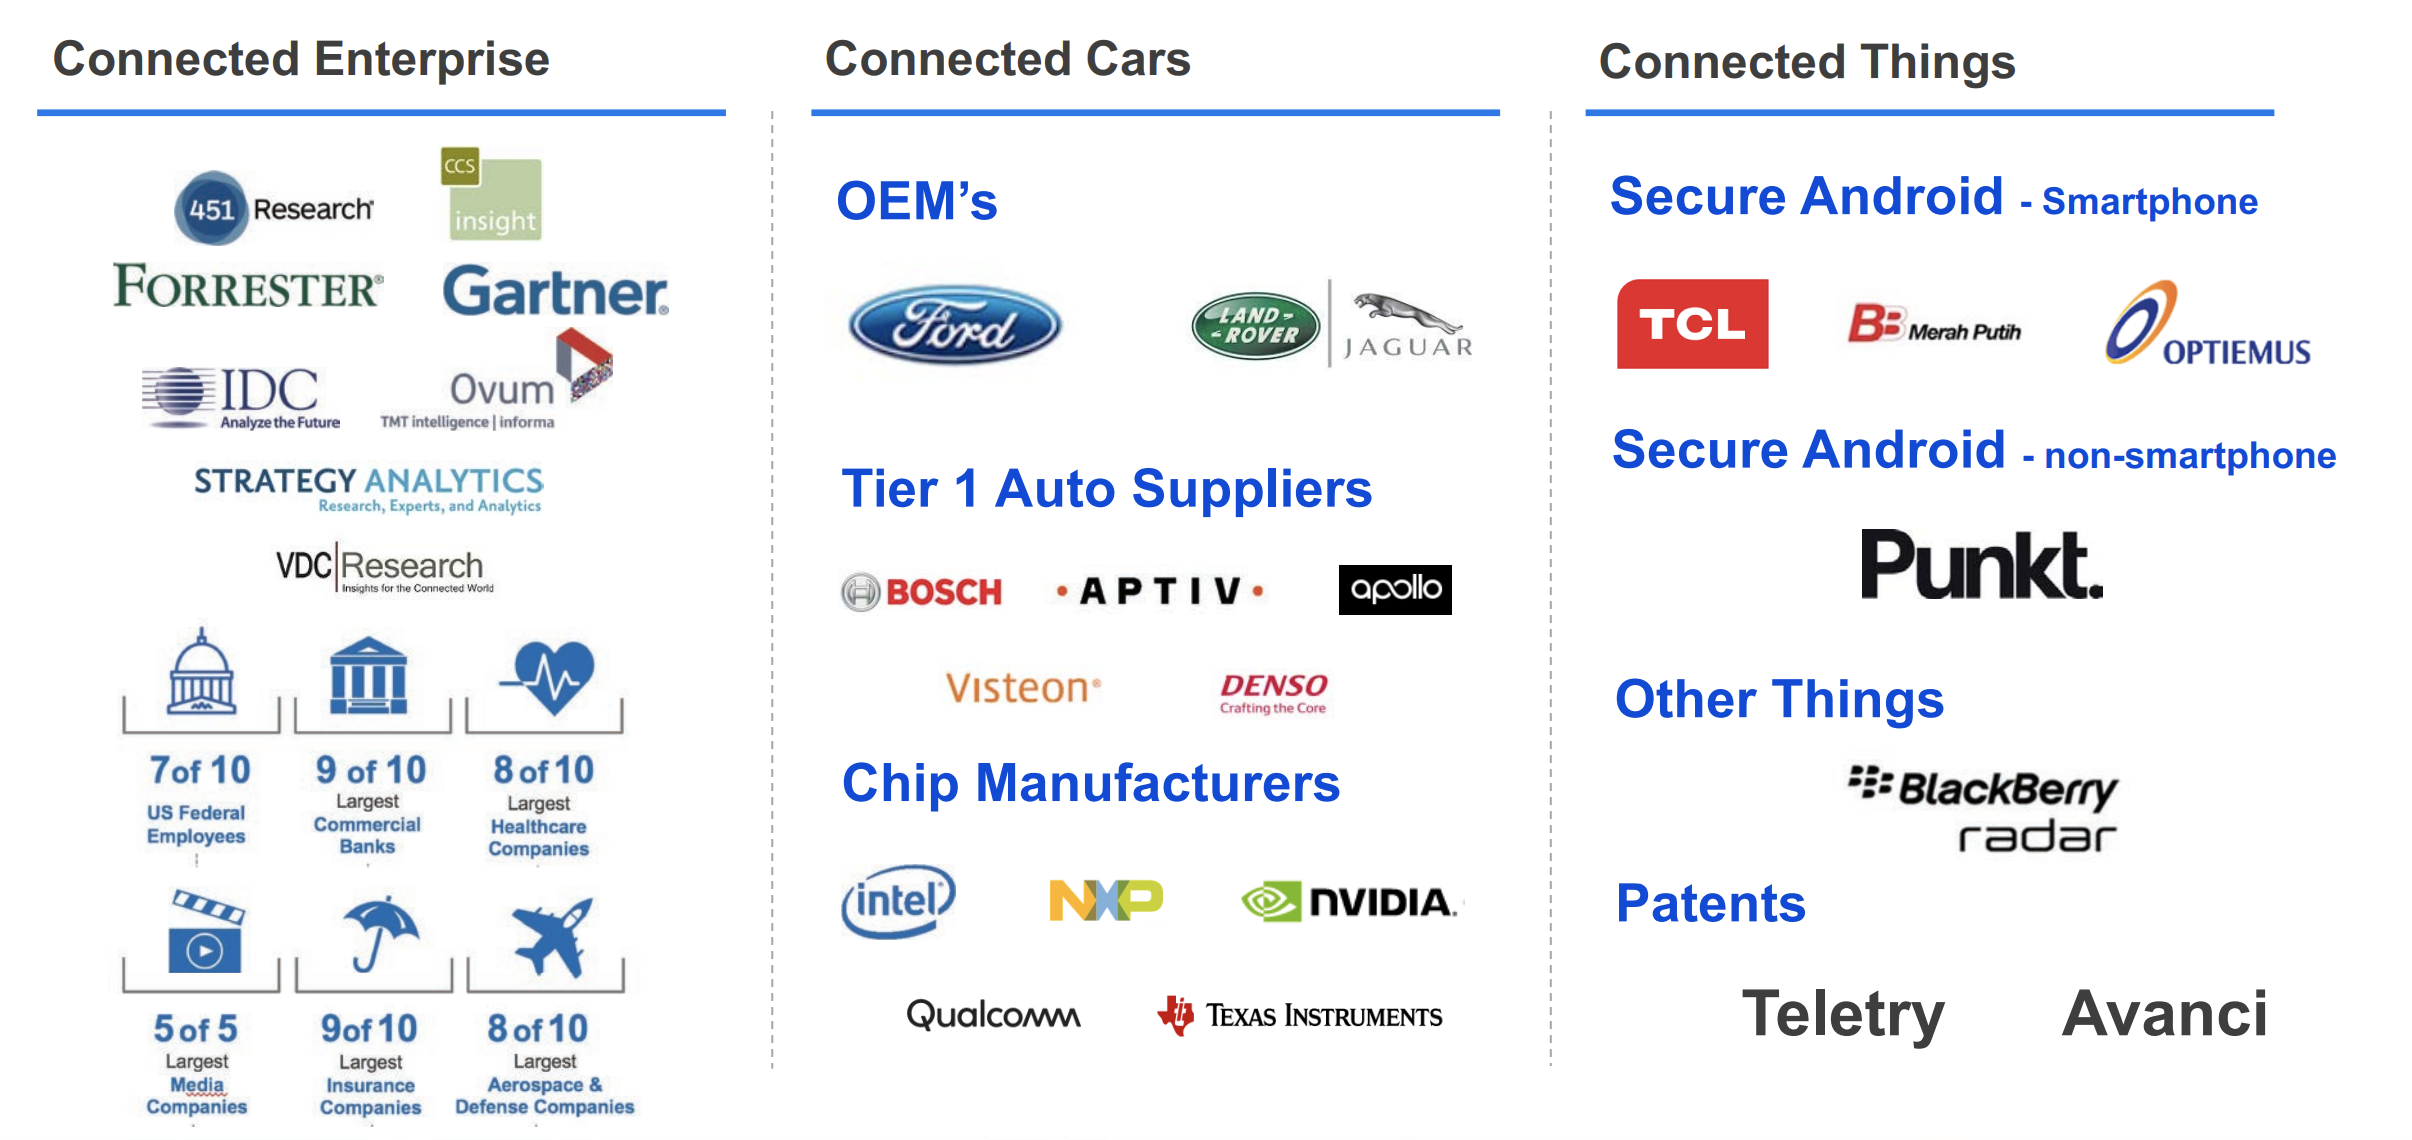 Connected Enterprise
451 Research
CCS
insight
FORRESTER®
Gartner®
IDC
Analyze the Future
Ovum
TMT intelligence | informa
STRATEGY ANALYTICS
Research, Experts, and Analytics
VDC Research
Insights for the Connected World
7 of 10
US Federal
Employees
9 of 10
Largest
Commercial
Banks
8 of 10
Largest
Healthcare
Companies
5 of 5
Largest
Media
Companies
9 of 10
Largest
Insurance
Companies
8 of 10
Largest
Aerospace &
Defense Companies
Connected Cars
OEM’s
Ford
LAND-
-ROVER
JAGUAR
Tier 1 Auto Suppliers
BOSCH
APTIV
apollo
Visteon®
DENSO
Crafting the Core
Chip Manufacturers
intel
NXP
NVIDIA.
Qualcomm
TEXAS INSTRUMENTS
Connected Things
Secure Android - Smartphone
TCL
BB Merah Putih
OPTIEMUS
Secure Android - non-smartphone
Punkt.
Other Things
BlackBerry
radar
Patents
Teletry Avanci